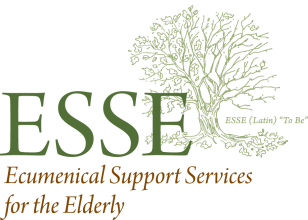 ESSE
ESSE (Latin) "To Be"
Ecumenical Support Services
for the Elderly